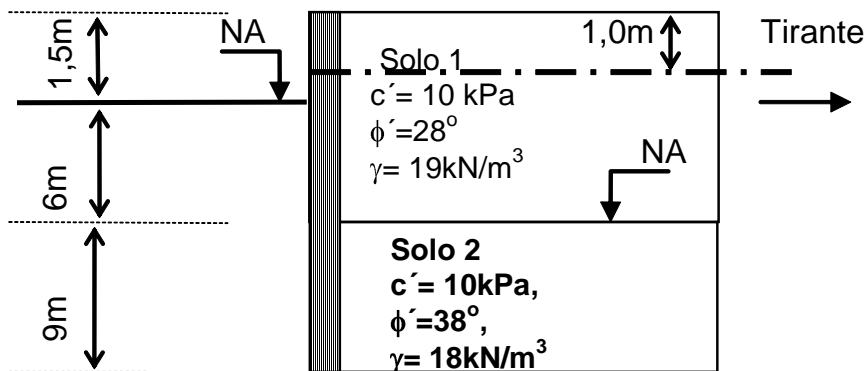 1,5m
6m
9m
NA
1,0m
Tirante
Solo 1
c´= 10 kPa
ϕ´=28°
γ= 19kN/m³
NA
Solo 2
c´= 10kPa,
ϕ´=38°,
γ= 18kN/m³